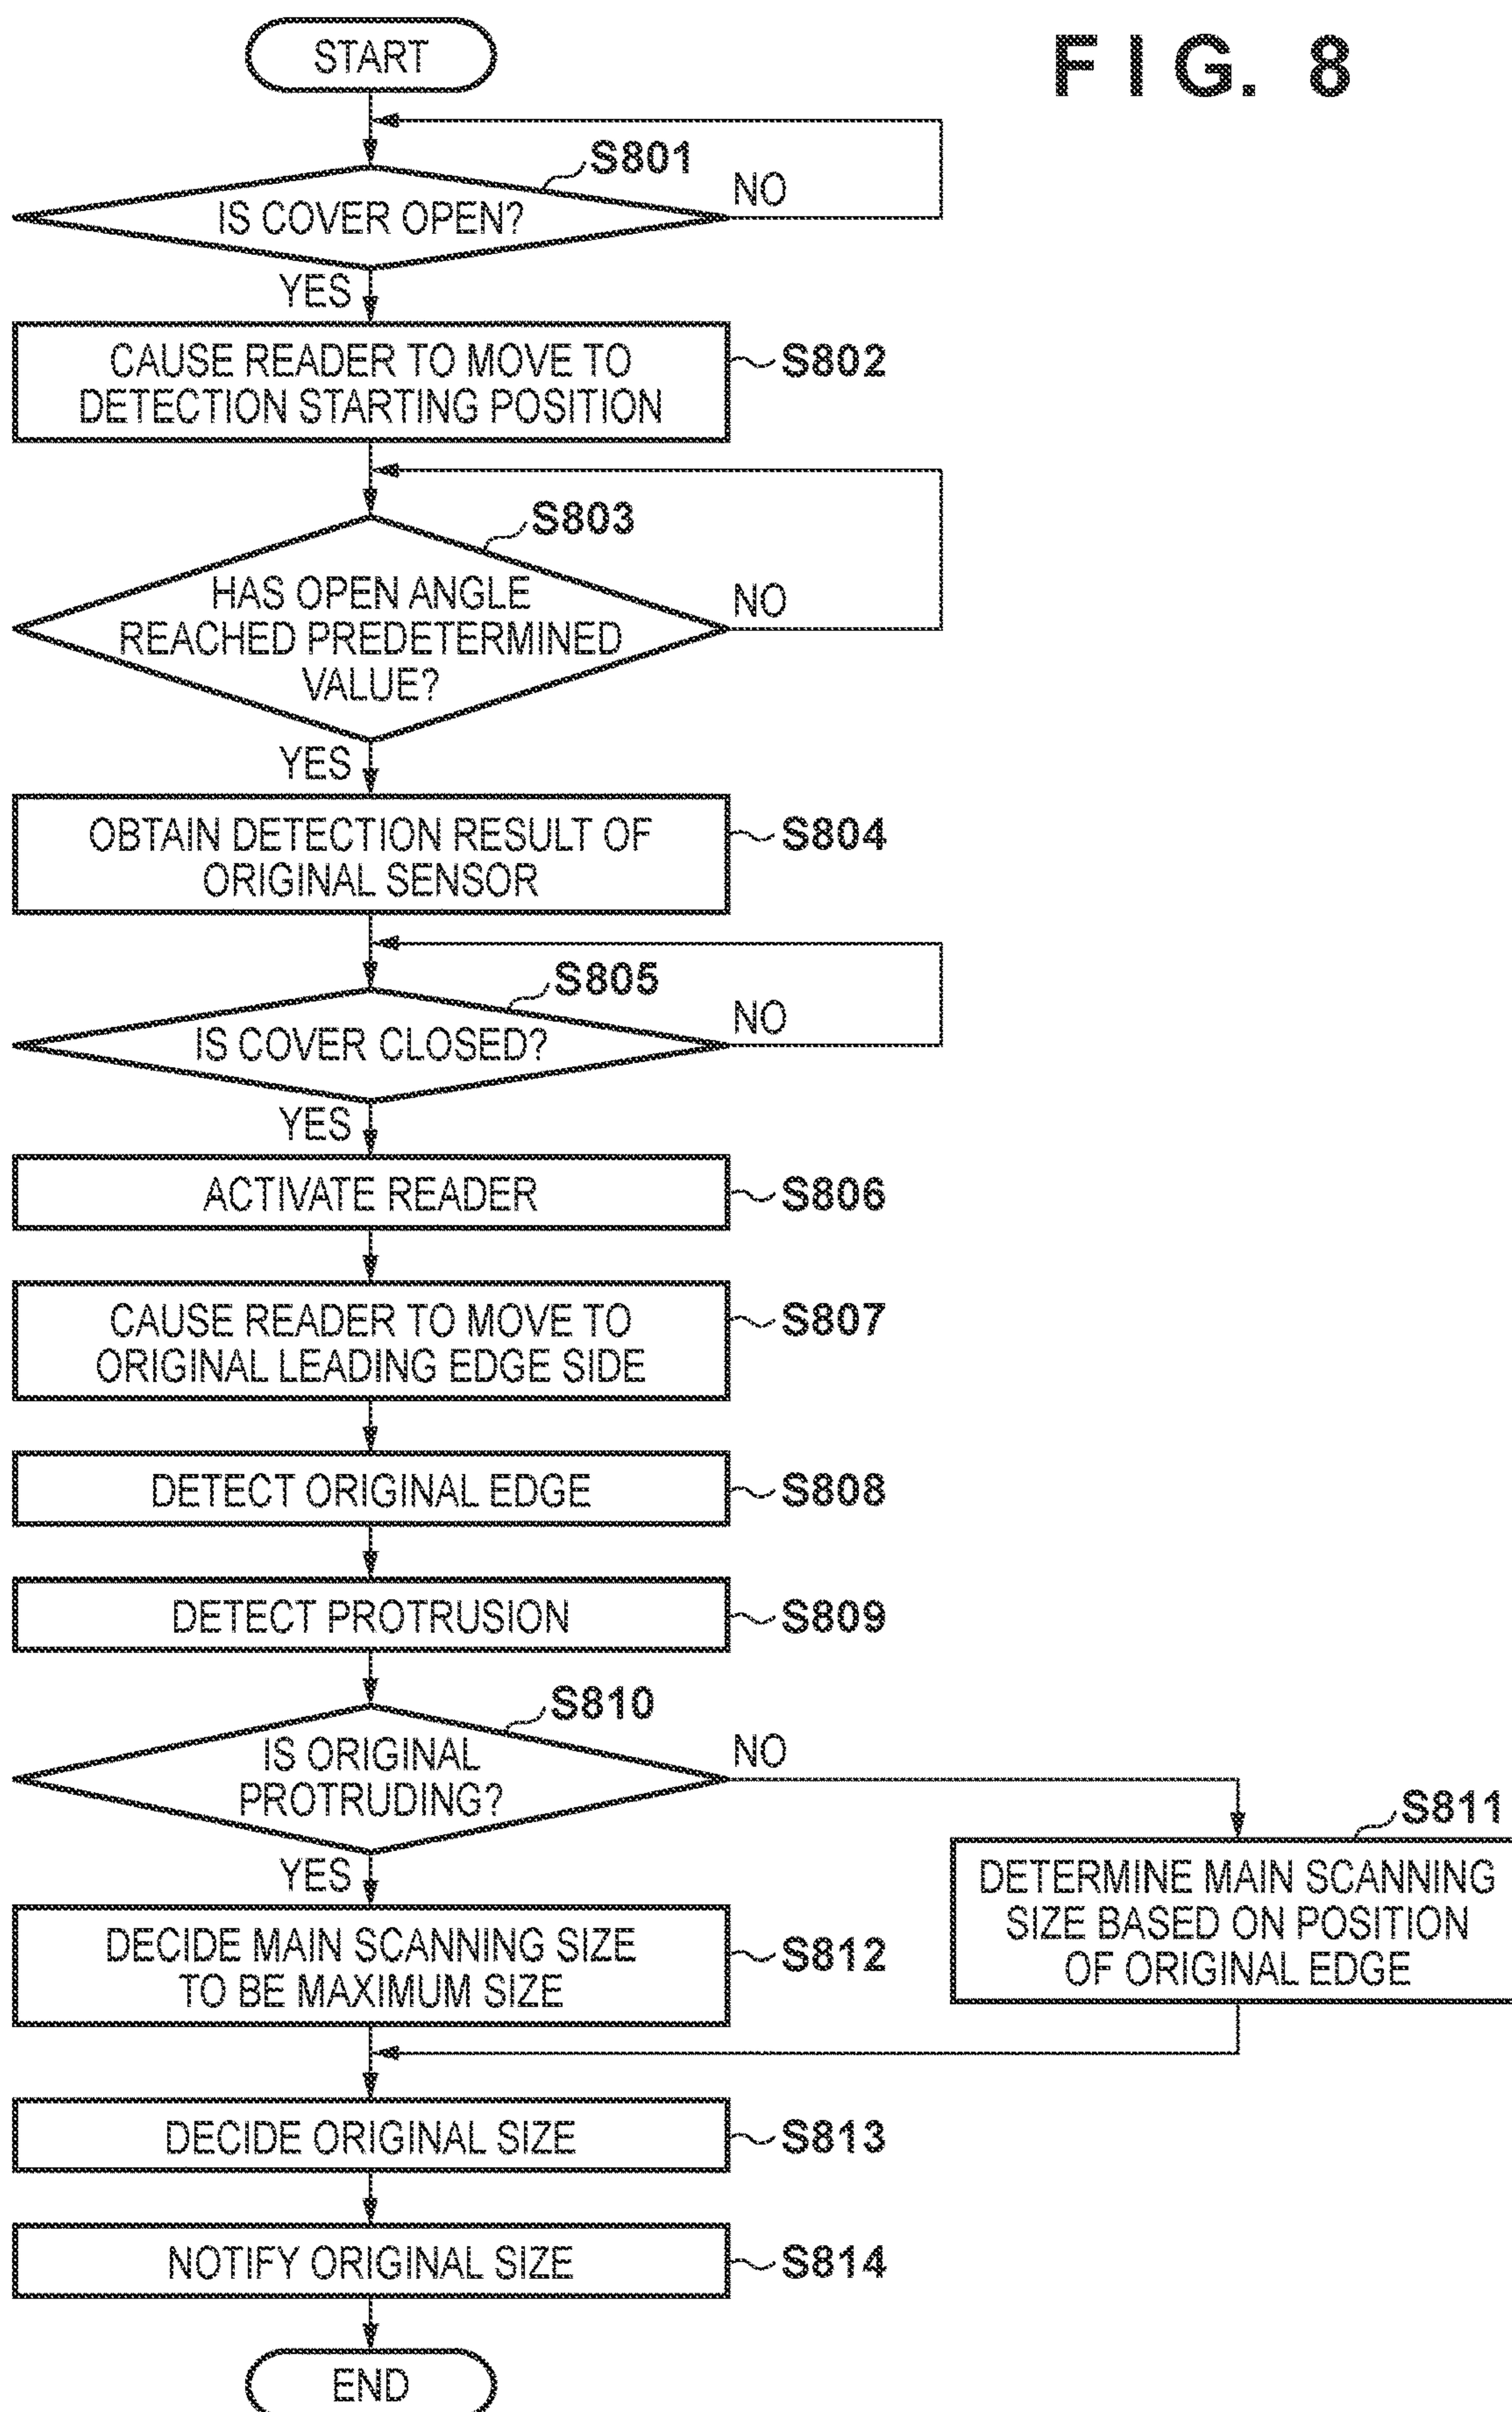 FIG. 8
START
S801
IS COVER OPEN?
NO
YES
CAUSE READER TO MOVE TO
DETECTION STARTING POSITION
S802
S803
HAS OPEN ANGLE
REACHED PREDETERMINED
VALUE?
NO
YES
OBTAIN DETECTION RESULT OF
ORIGINAL SENSOR
S804
S805
IS COVER CLOSED?
NO
YES
ACTIVATE READER
S806
CAUSE READER TO MOVE TO
ORIGINAL LEADING EDGE SIDE
S807
DETECT ORIGINAL EDGE
S808
DETECT PROTRUSION
S809
S810
IS ORIGINAL
PROTRUDING?
NO
YES
S811
DETERMINE MAIN SCANNING
SIZE BASED ON POSITION
OF ORIGINAL EDGE
DECIDE MAIN SCANNING SIZE
TO BE MAXIMUM SIZE
S812
DECIDE ORIGINAL SIZE
S813
NOTIFY ORIGINAL SIZE
S814
END